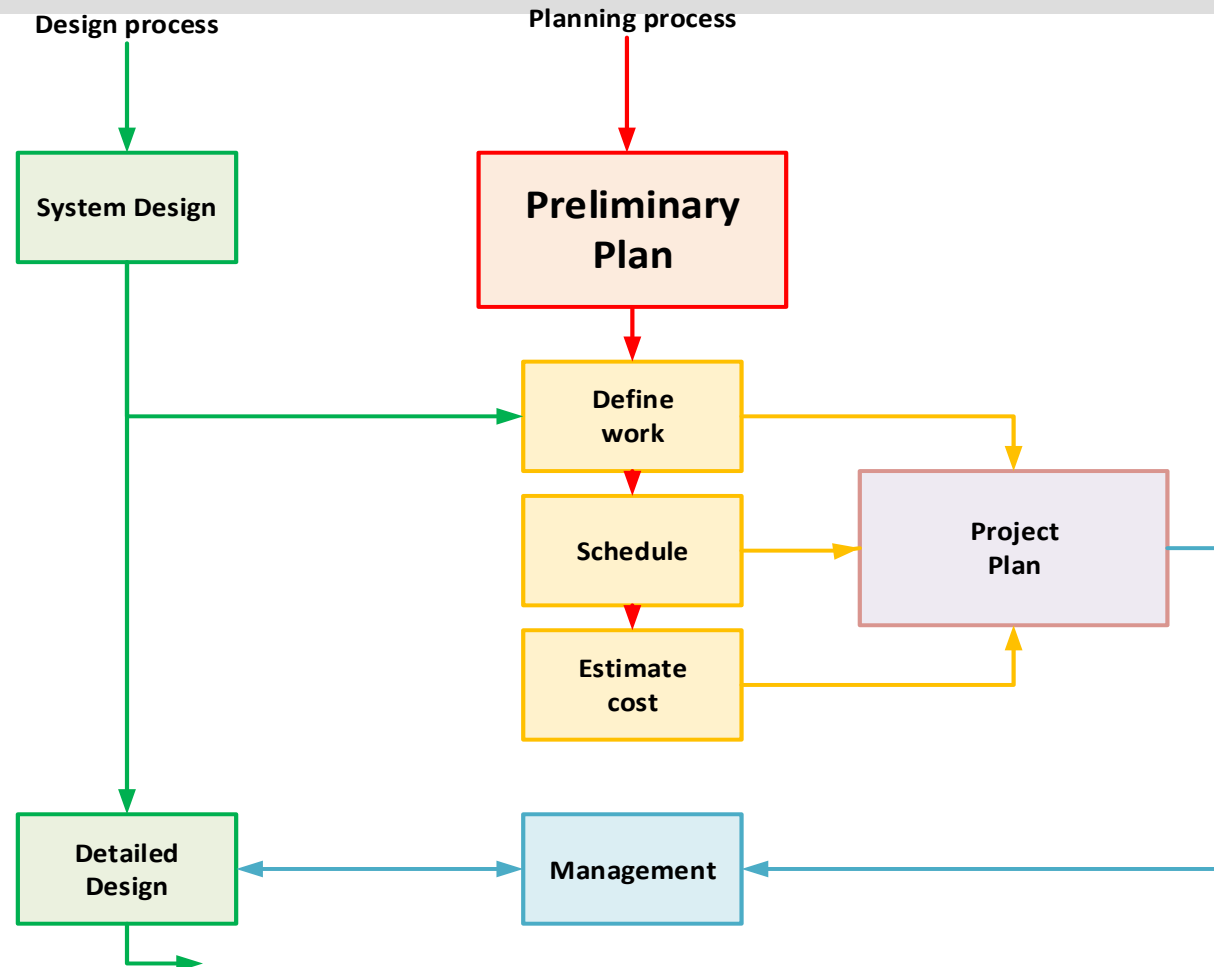 Design process
Planning process
System Design
Preliminary
Plan
Define
work
Schedule
Project
Plan
Estimate
cost
Detailed
Design
Management